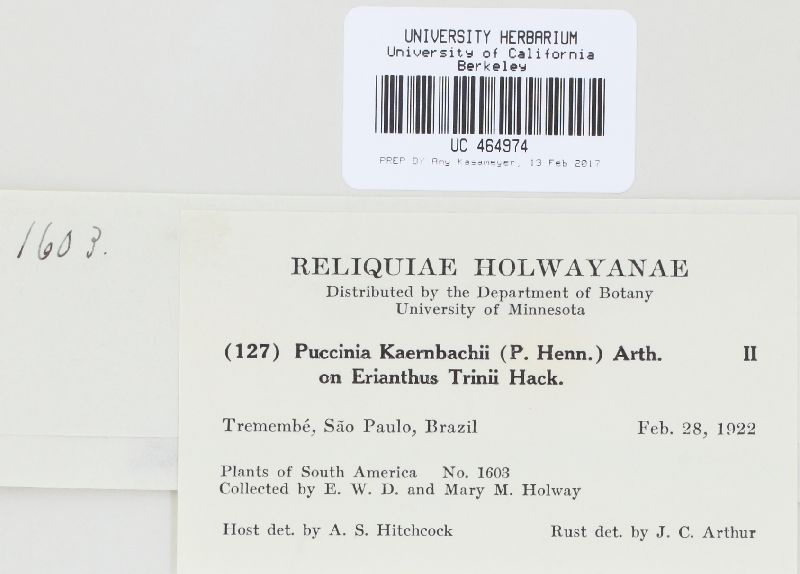 UNIVERSITY HERBARIUM
University of California
Berkeley
UC 464974
PREP BY Amy Kasameyer, 13 Feb 2017
1603.
RELIQUIAE HOLWAYANAE
Distributed by the Department of Botany
University of Minnesota
(127) Puccinia Kaernbachii (P. Henn.) Arth. II
on Erianthus Trinii Hack.
Tremembé, São Paulo, Brazil Feb. 28, 1922
Plants of South America No. 1603
Collected by E. W. D. and Mary M. Holway
Host det. by A. S. Hitchcock Rust det. by J. C. Arthur